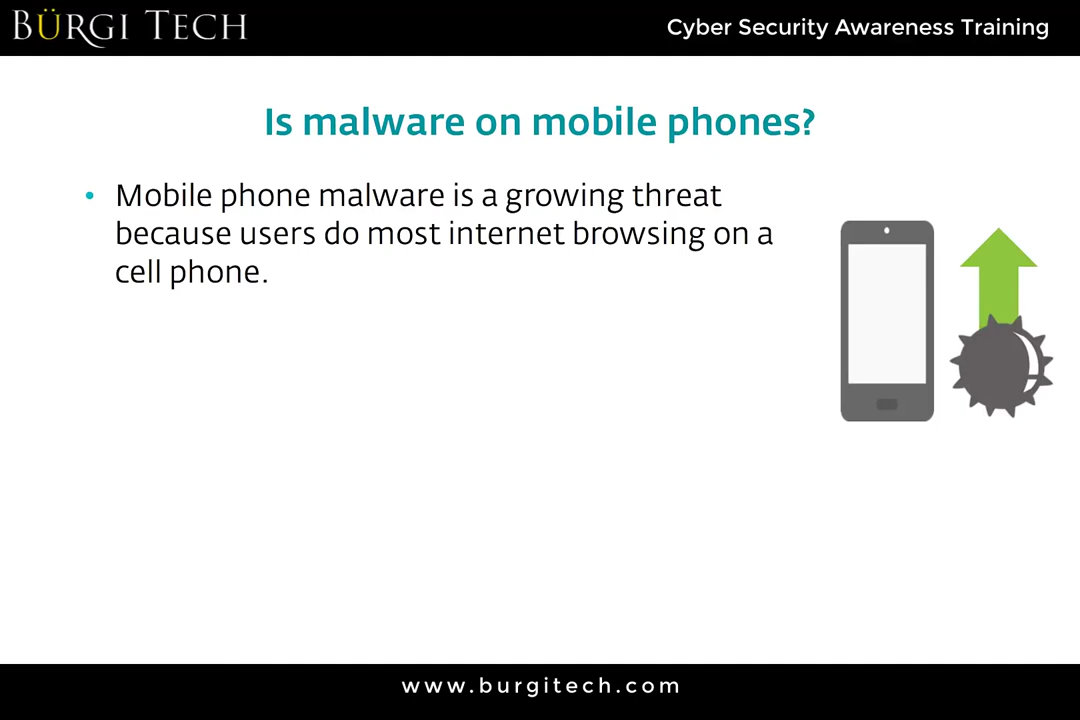 BÜRGI TECH
Cyber Security Awareness Training
Is malware on mobile phones?
• Mobile phone malware is a growing threat
because users do most internet browsing on a
cell phone.
www.burgitech.com